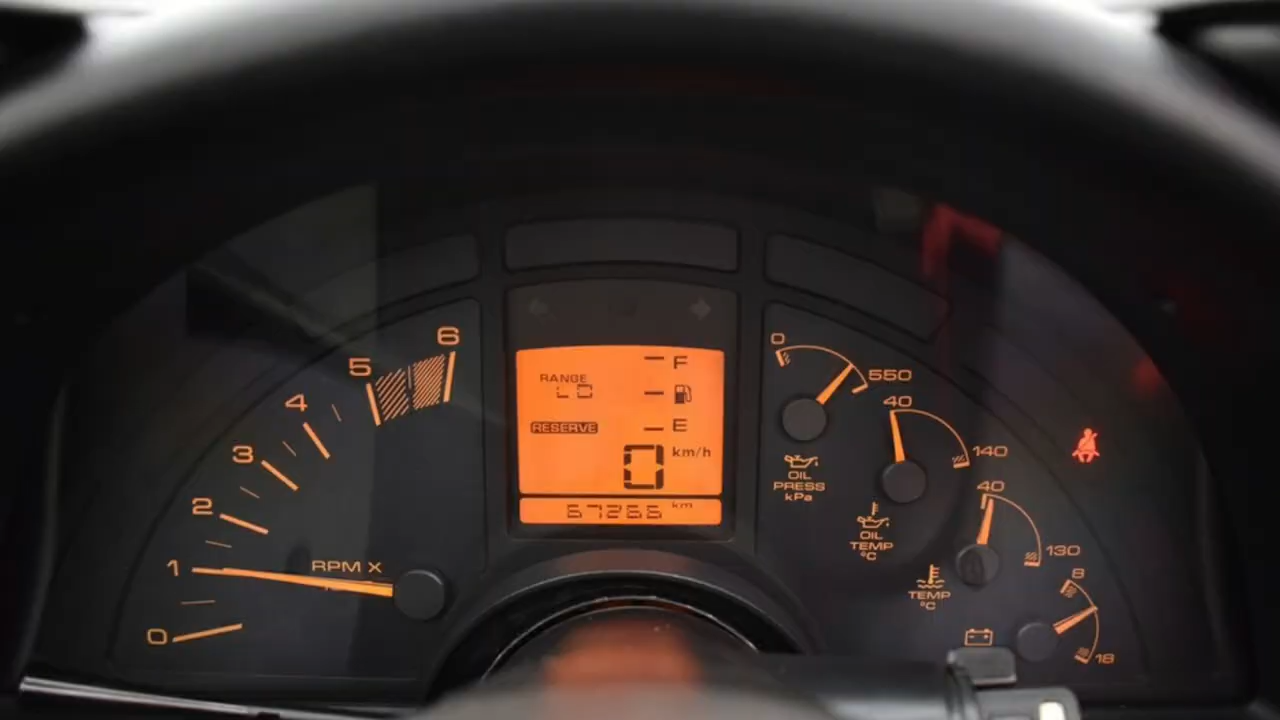 6
5
4
3
2
1
0
RPM X
F
RANGE
LO
RESERVE
E
0 km/h
67266 km
0
550
OIL
PRESS
kPa
40
140
OIL
TEMP
°C
40
130
TEMP
°C
8
18